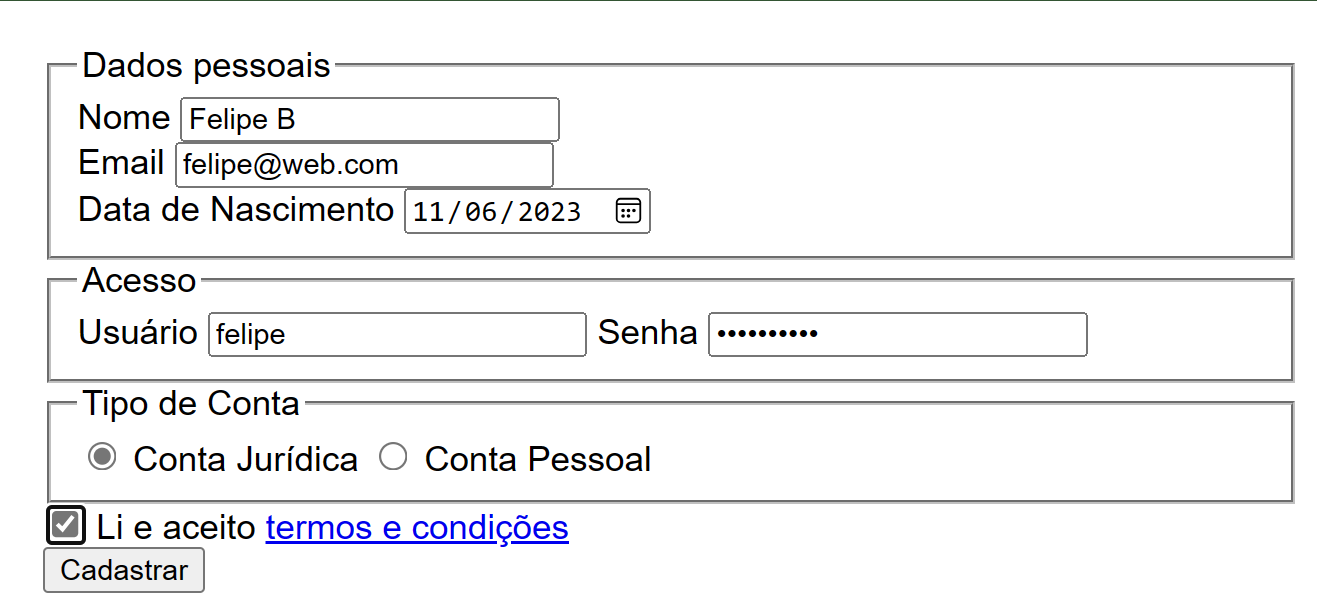 Dados pessoais
Nome Felipe B
Email felipe@web.com
Data de Nascimento 11/06/2023
Acesso
Usuário felipe Senha ••••••••••
Tipo de Conta
Conta Jurídica Conta Pessoal
Li e aceito termos e condições
Cadastrar